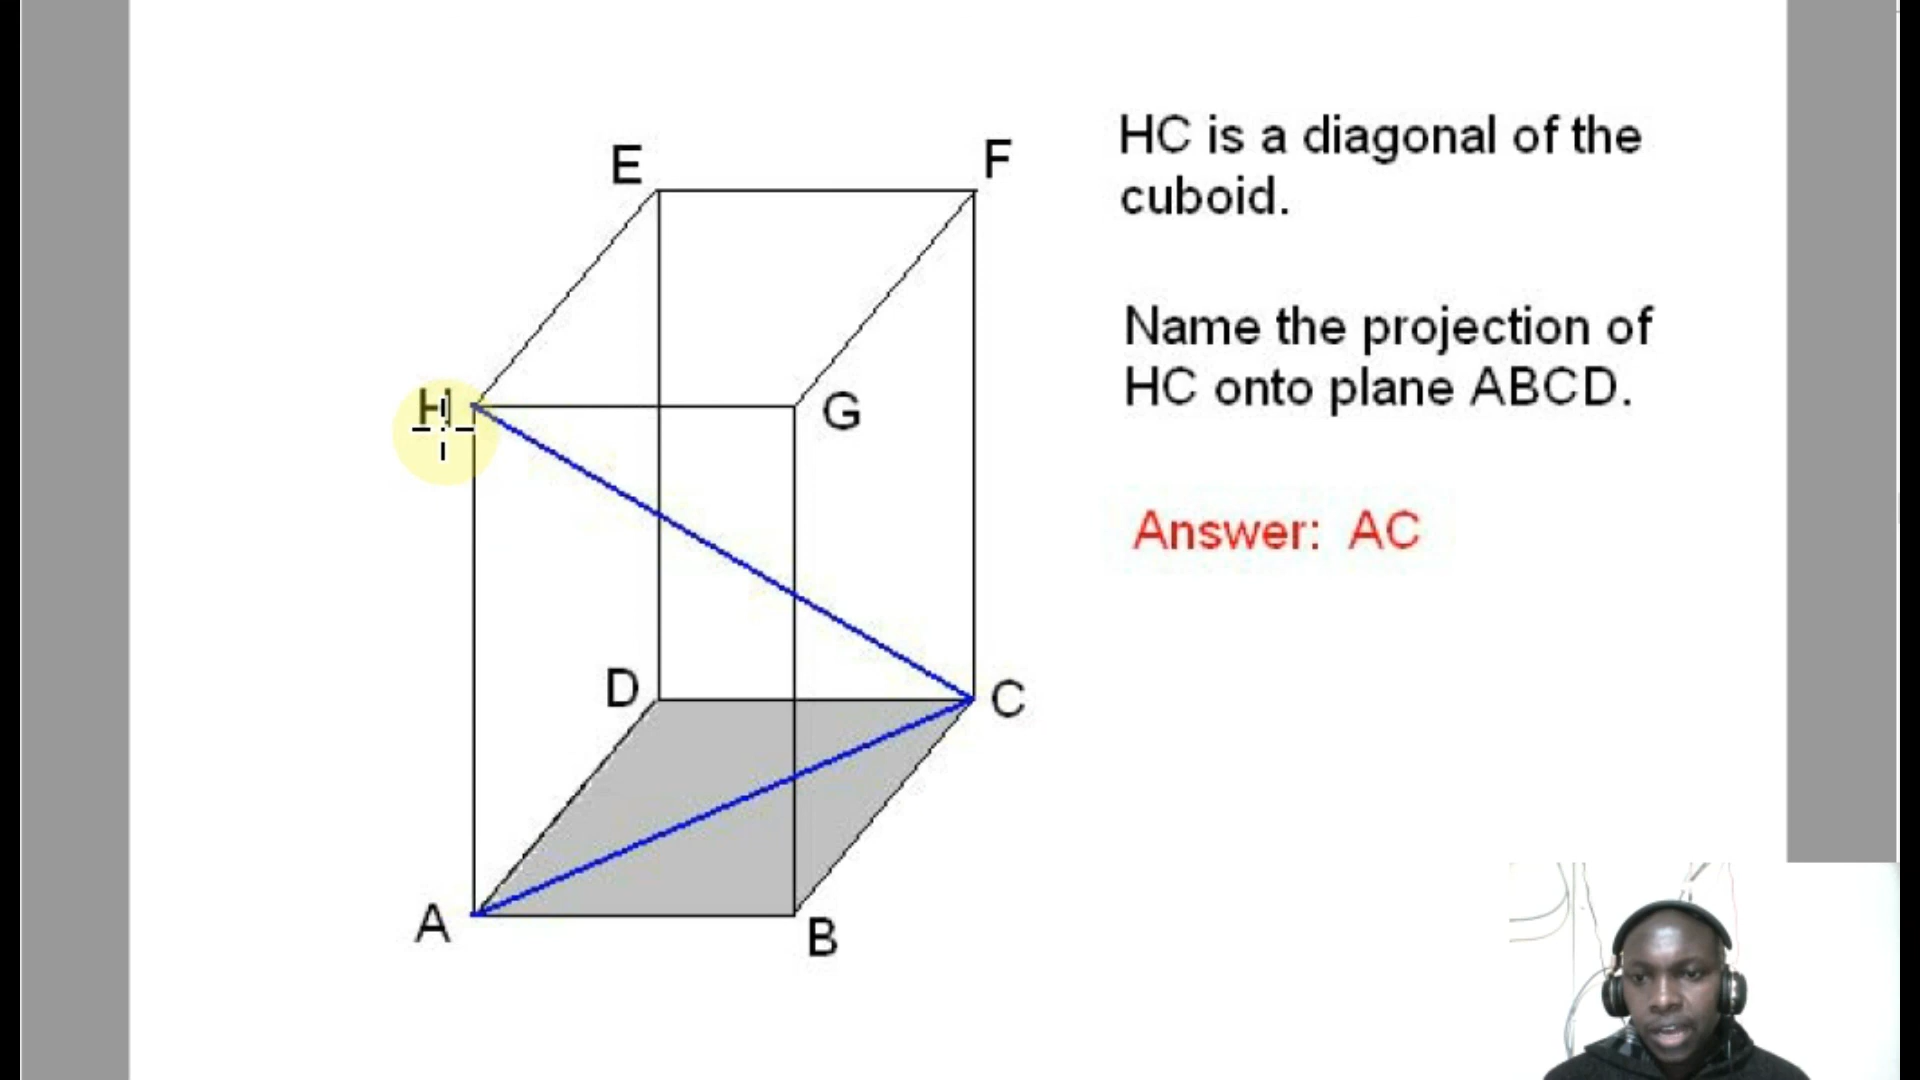 E
F
HC is a diagonal of the
cuboid.
Name the projection of
HC onto plane ABCD.
H
G
Answer: AC
D
C
A
B